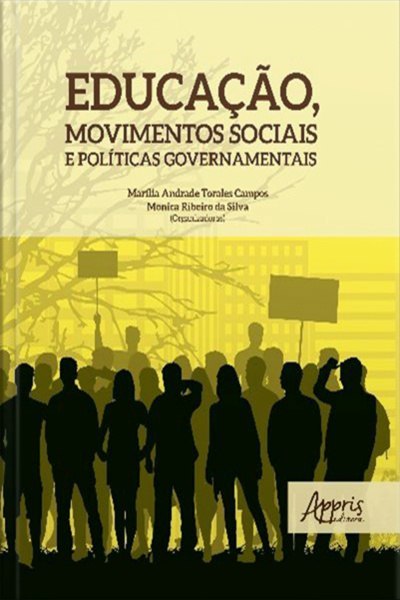 EDUCAÇÃO,
MOVIMENTOS SOCIAIS
E POLÍTICAS GOVERNAMENTAIS
Marília Andrade Torales Campos
Monica Ribeiro da Silva
(Organizadoras)
Appris
editora